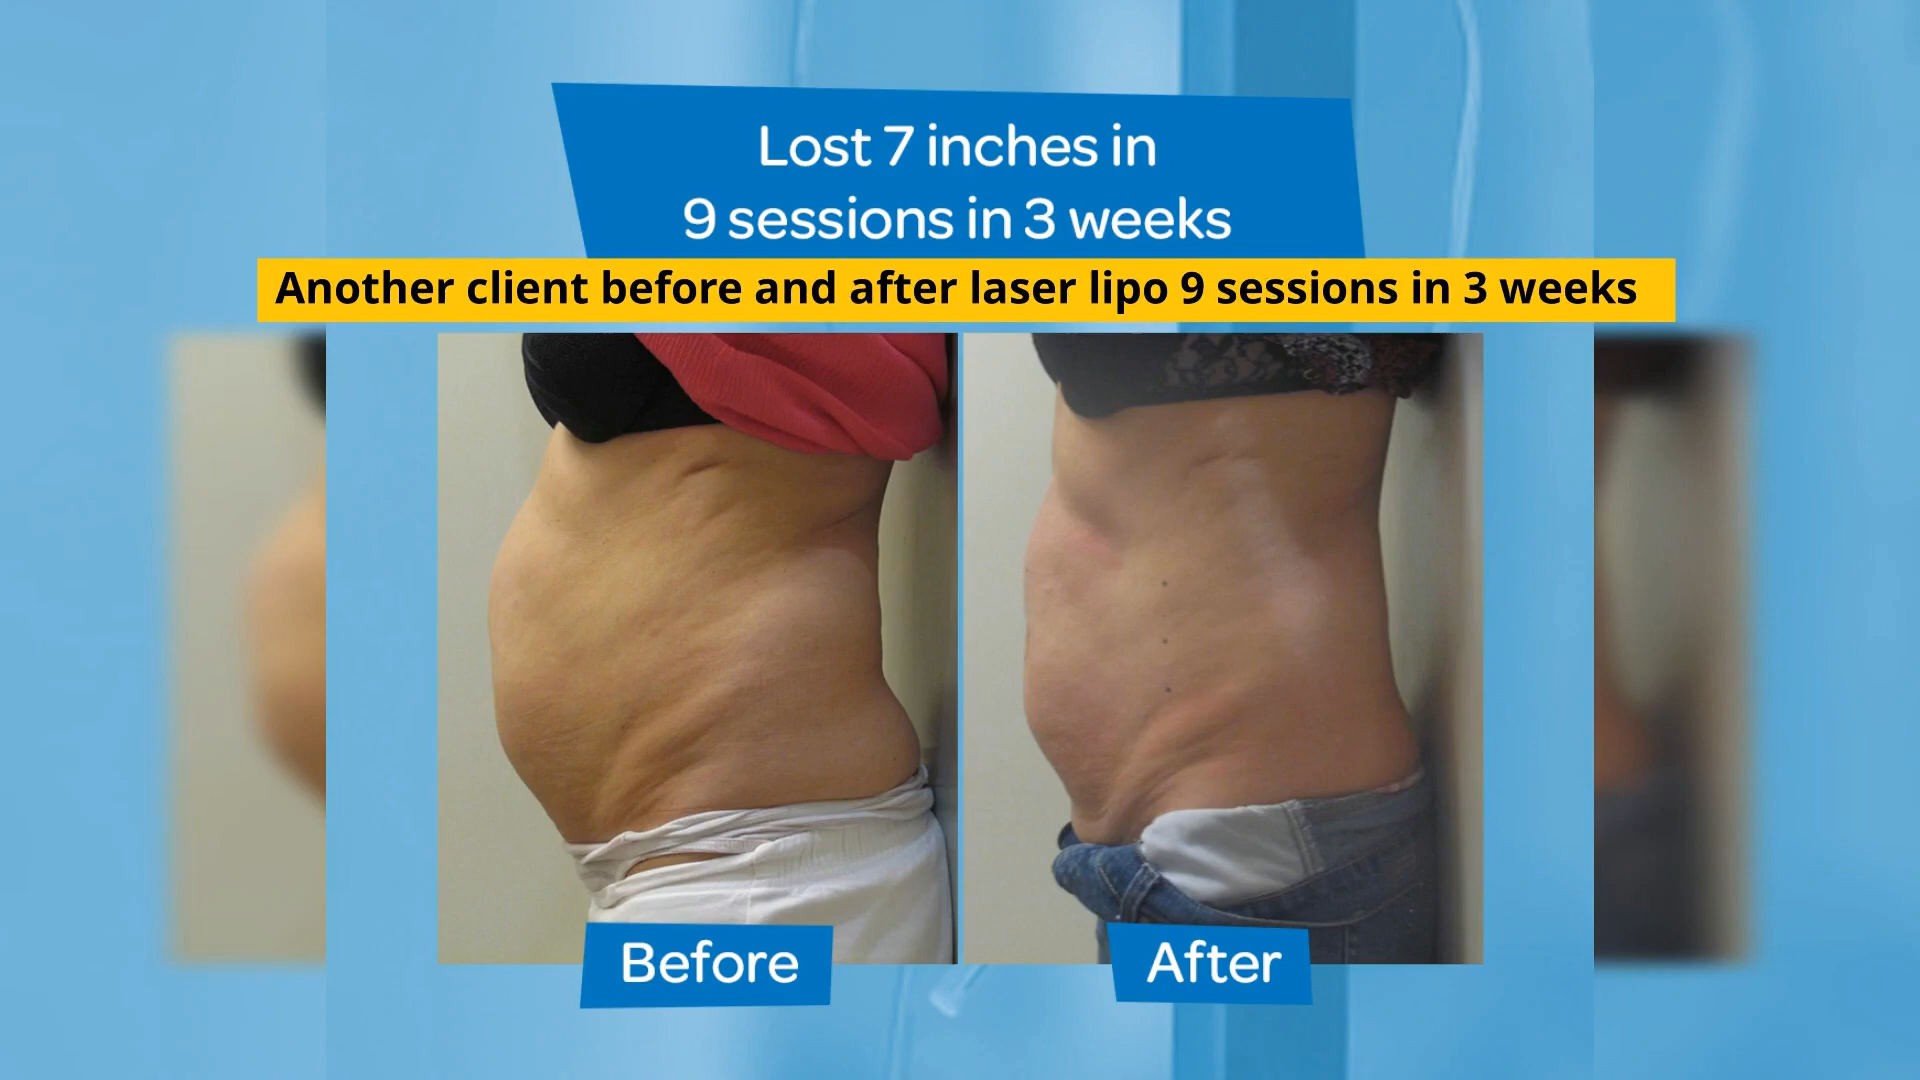 Lost 7 inches in
9 sessions in 3 weeks
Another client before and after laser lipo 9 sessions in 3 weeks
Before
After